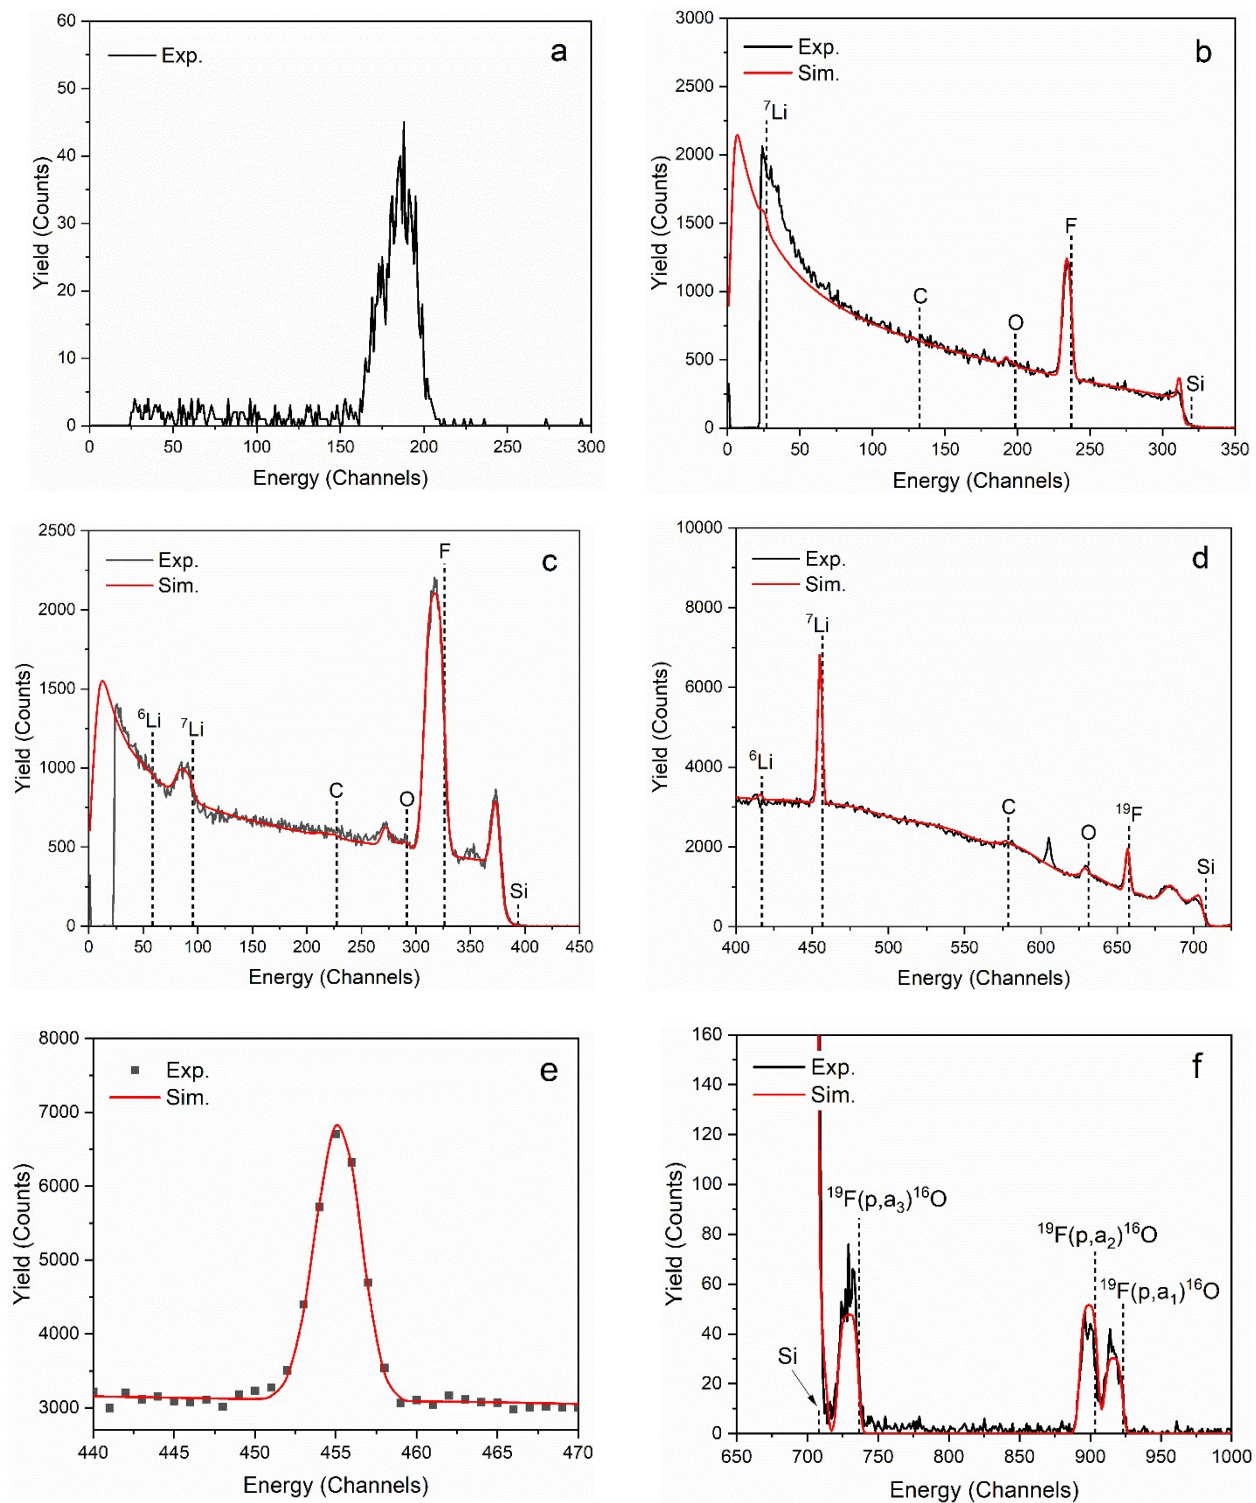 a
Exp.
60
50
40
30
20
10
0
Yield (Counts)
0 50 100 150 200 250 300
Energy (Channels)
b
Exp.
Sim.
3000
2500
2000
1500
1000
500
0
Yield (Counts)
⁷Li
C
O
F
Si
0 50 100 150 200 250 300 350
Energy (Channels)
c
Exp.
Sim.
2500
2000
1500
1000
500
0
Yield (Counts)
⁶Li
⁷Li
C
O
F
Si
0 50 100 150 200 250 300 350 400 450
Energy (Channels)
d
Exp.
Sim.
10000
8000
6000
4000
2000
0
Yield (Counts)
⁶Li
⁷Li
C
O
¹⁹F
Si
400 450 500 550 600 650 700
Energy (Channels)
e
Exp.
Sim.
8000
7000
6000
5000
4000
3000
Yield (Counts)
440 445 450 455 460 465 470
Energy (Channels)
f
Exp.
Sim.
160
140
120
100
80
60
40
20
0
Yield (Counts)
Si
¹⁹F(p,a₃)¹⁶O
¹⁹F(p,a₂)¹⁶O
¹⁹F(p,a₁)¹⁶O
650 700 750 800 850 900 950 1000
Energy (Channels)